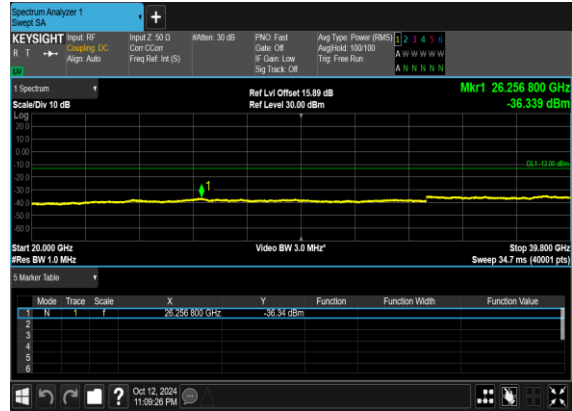 Spectrum Analyzer 1
Swept SA
+
KEYSIGHT
R T
Input: RF
Coupling: DC
Align: Auto
Input Z: 50 Ω
Corr CCorr
Freq Ref: Int (S)
#Atten: 30 dB
PNO: Fast
Gate: Off
IF Gain: Low
Sig Track: Off
Avg Type: Power (RMS)
Avg|Hold: 100/100
Trig: Free Run
1 2 3 4 5 6
A W W W W W
A N N N N N
1 Spectrum
Scale/Div 10 dB
Ref Lvl Offset 15.89 dB
Ref Level 30.00 dBm
Mkr1 26.256 800 GHz
-36.339 dBm
Log
20.0
10.0
0.00
-10.0
-20.0
-30.0
-40.0
-50.0
-60.0
DL1 -13.00 dBm
1
Start 20.000 GHz
#Res BW 1.0 MHz
Video BW 3.0 MHz*
Stop 39.800 GHz
Sweep 34.7 ms (40001 pts)
5 Marker Table
Mode Trace Scale X Y Function Function Width Function Value
1 N 1 f 26.256 800 GHz -36.34 dBm
2
3
4
5
6
?
Oct 12, 2024
11:09:26 PM